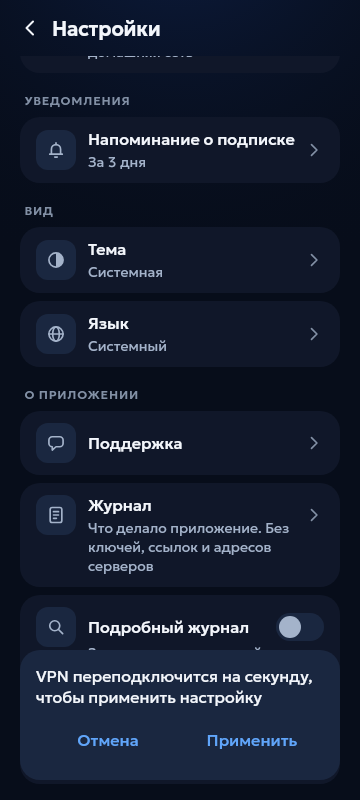 Настройки
УВЕДОМЛЕНИЯ
Напоминание о подписке
За 3 дня
ВИД
Тема
Системная
Язык
Системный
О ПРИЛОЖЕНИИ
Поддержка
Журнал
Что делало приложение. Без
ключей, ссылок и адресов
серверов
Подробный журнал
VPN переподключится на секунду,
чтобы применить настройку
Отмена
Применить